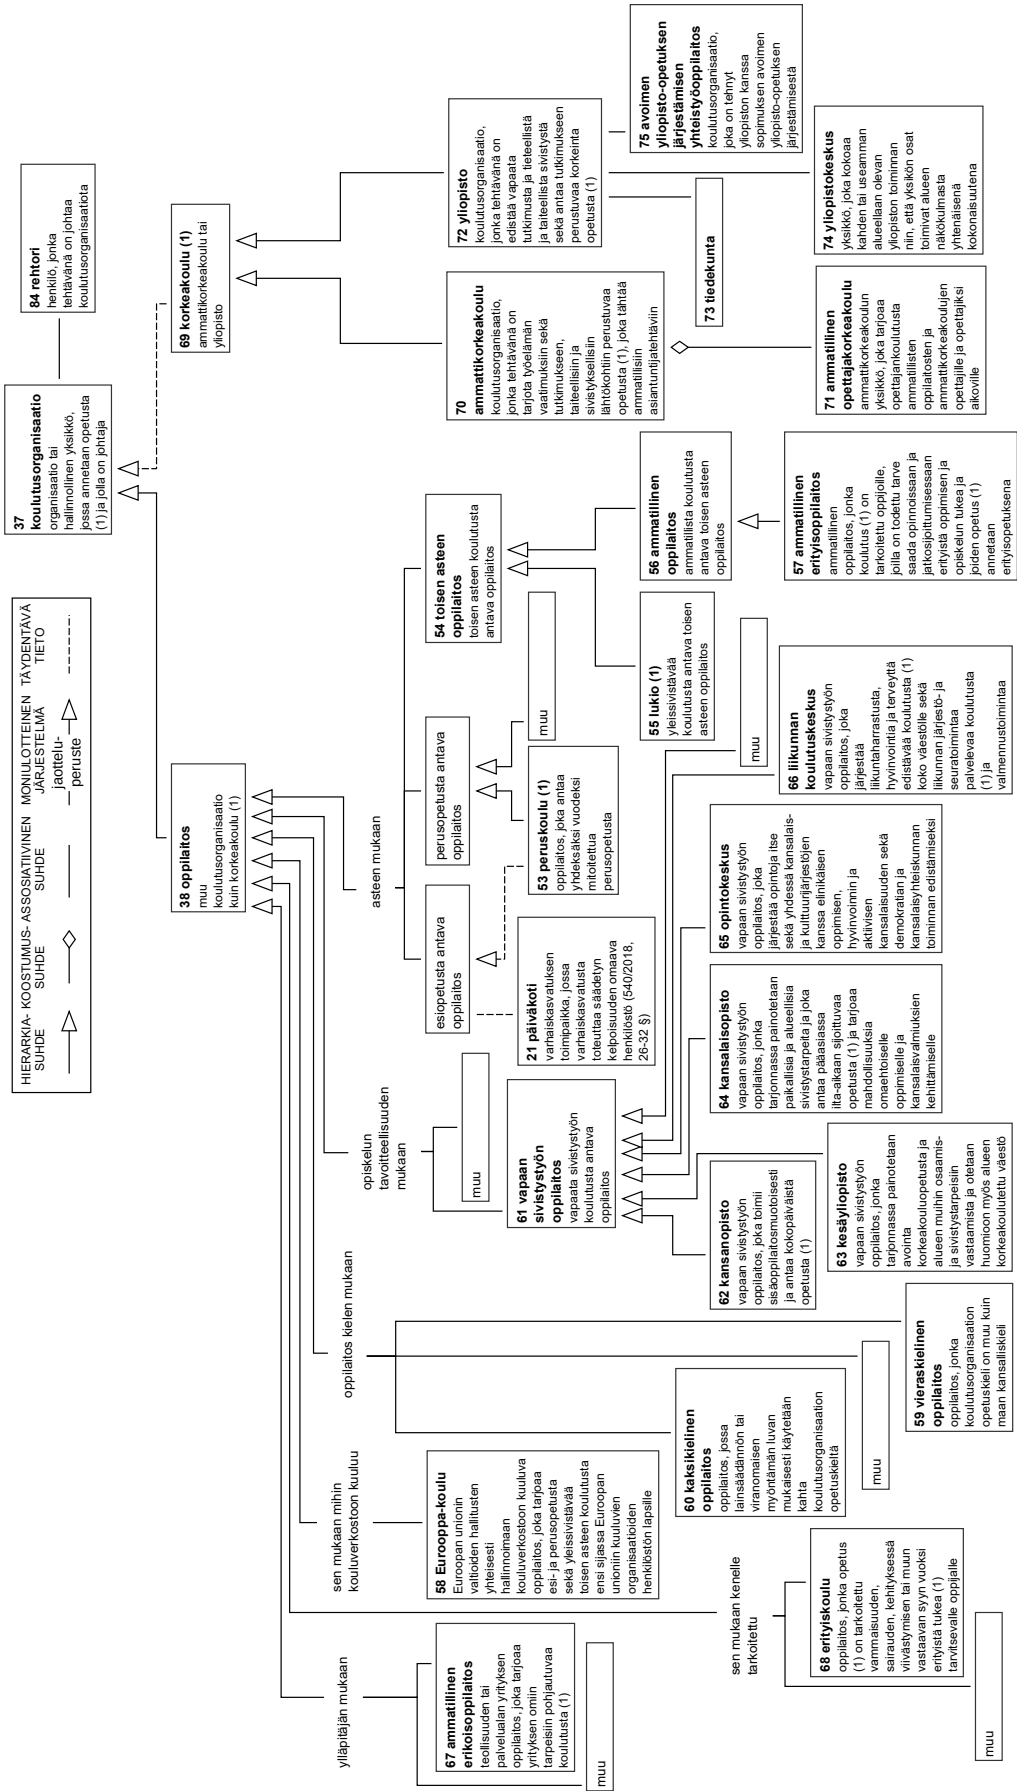 HIERARKIA-
SUHDE
KOOSTUMUS-
SUHDE
ASSOSIATIIVINEN
SUHDE
MONIULOTTEINEN
JÄRJESTELMÄ
jaottelu-
peruste
TÄYDENTÄVÄ
TIETO
37
koulutusorganisaatio
organisaatio tai
hallinnollinen yksikkö,
jossa annetaan opetusta
(1) ja jolla on johtaja
84 rehtori
henkilö, jonka
tehtävänä on johtaa
koulutusorganisaatiota
38 oppilaitos
muu
koulutusorganisaatio
kuin korkeakoulu (1)
69 korkeakoulu (1)
ammattikorkeakoulu tai
yliopisto
ylläpitäjän mukaan
sen mukaan mihin
kouluverkostoon kuuluu
oppilaitos kielen mukaan
opiskelun
tavoitteellisuuden
mukaan
asteen mukaan
67 ammatillinen
erikoisoppilaitos
teollisuuden tai
palvelualan yrityksen
oppilaitos, joka tarjoaa
yrityksen omiin
tarpeisiin pohjautuvaa
koulutusta (1)
muu
58 Eurooppa-koulu
Euroopan unionin
valtioiden hallitusten
yhteisesti
hallinnoimaan
kouluverkostoon kuuluva
oppilaitos, joka tarjoaa
esi- ja perusopetusta
sekä yleissivistävää
toisen asteen koulutusta
ensi sijassa Euroopan
unioniin kuuluvien
organisaatioiden
henkilöstön lapsille
sen mukaan kenelle
tarkoitettu
68 erityiskoulu
oppilaitos, jonka opetus
(1) on tarkoitettu
vammaisuuden,
sairauden, kehityksessä
viivästymisen tai muun
vastaavan syyn vuoksi
erityistä tukea (1)
tarvitsevalle oppijalle
muu
60 kaksikielinen
oppilaitos
oppilaitos, jossa
lainsäädännön tai
viranomaisen
myöntämän luvan
mukaisesti käytetään
kahta
koulutusorganisaation
opetuskieltä
muu
59 vieraskielinen
oppilaitos
oppilaitos, jonka
koulutusorganisaation
opetuskieli on muu kuin
maan kansalliskieli
muu
61 vapaan
sivistystyön
oppilaitos
vapaata sivistystyön
koulutusta antava
oppilaitos
62 kansanopisto
vapaan sivistystyön
oppilaitos, joka toimii
sisäoppilaitosmuotoisesti
ja antaa kokopäiväistä
opetusta (1)
63 kesäyliopisto
vapaan sivistystyön
oppilaitos, jonka
tarjonnassa painotetaan
avointa
korkeakouluopetusta ja
alueen muihin osaamis-
ja sivistystarpeisiin
vastaamista ja otetaan
huomioon myös alueen
korkeakoulutettu väestö
64 kansalaisopisto
vapaan sivistystyön
oppilaitos, jonka
tarjonnassa painotetaan
paikallisia ja alueellisia
sivistystarpeita ja joka
antaa pääasiassa
ilta-aikaan sijoittuvaa
opetusta (1) ja tarjoaa
mahdollisuuksia
omaehtoiselle
oppimiselle ja
kansalaisvalmiuksien
kehittämiselle
65 opintokeskus
vapaan sivistystyön
oppilaitos, joka
järjestää opintoja itse
sekä yhdessä kansalais-
ja kulttuurijärjestöjen
kanssa elinikäisen
oppimisen,
hyvinvoinnin ja
aktiivisen
kansalaisuuden sekä
demokratian ja
kansalaisyhteiskunnan
toiminnan edistämiseksi
66 liikunnan
koulutuskeskus
vapaan sivistystyön
oppilaitos, joka
järjestää
liikuntaharrastusta,
hyvinvointia ja terveyttä
edistävää koulutusta (1)
koko väestölle sekä
liikunnan järjestö- ja
seuratoimintaa
palvelevaa koulutusta
(1) ja
valmennustoimintaa
muu
esiopetusta antava
oppilaitos
perusopetusta antava
oppilaitos
21 päiväkoti
varhaiskasvatuksen
toimipaikka, jossa
varhaiskasvatusta
toteuttaa säädetyn
kelpoisuuden omaava
henkilöstö (540/2018,
26-32 §)
53 peruskoulu (1)
oppilaitos, joka antaa
yhdeksäksi vuodeksi
mitoitettua
perusopetusta
muu
54 toisen asteen
oppilaitos
toisen asteen koulutusta
antava oppilaitos
55 lukio (1)
yleissivistävää
koulutusta antava toisen
asteen oppilaitos
56 ammatillinen
oppilaitos
ammatillista koulutusta
antava toisen asteen
oppilaitos
57 ammatillinen
erityisoppilaitos
ammatillinen
oppilaitos, jonka
koulutus (1) on
tarkoitettu oppijoille,
joilla on todettu tarve
saada opinnoissaan ja
jatkosijoittumisessaan
erityistä oppimisen ja
opiskelun tukea ja
joiden opetus (1)
annetaan
erityisopetuksena
70
ammattikorkeakoulu
koulutusorganisaatio,
jonka tehtävänä on
tarjota työelämän
vaatimuksiin sekä
tutkimukseen,
taiteellisiin ja
sivistyksellisiin
lähtökohtiin perustuvaa
opetusta (1), joka tähtää
ammatillisiin
asiantuntijatehtäviin
71 ammatillinen
opettajakorkeakoulu
ammattikorkeakoulun
yksikkö, joka tarjoaa
opettajankoulutusta
ammatillisten
oppilaitosten ja
ammattikorkeakoulujen
opettajille ja opettajiksi
aikoville
72 yliopisto
koulutusorganisaatio,
jonka tehtävänä on
edistää vapaata
tutkimusta ja tieteellistä
ja taiteellista sivistystä
sekä antaa tutkimukseen
perustuvaa korkeinta
opetusta (1)
73 tiedekunta
74 yliopistokeskus
yksikkö, joka kokoaa
kahden tai useamman
alueellaan olevan
yliopiston toiminnan
niin, että yksikön osat
toimivat alueen
näkökulmasta
yhtenäisenä
kokonaisuutena
75 avoimen
yliopisto-opetuksen
järjestämisen
yhteistyöoppilaitos
koulutusorganisaatio,
joka on tehnyt
yliopiston kanssa
sopimuksen avoimen
yliopisto-opetuksen
järjestämisestä